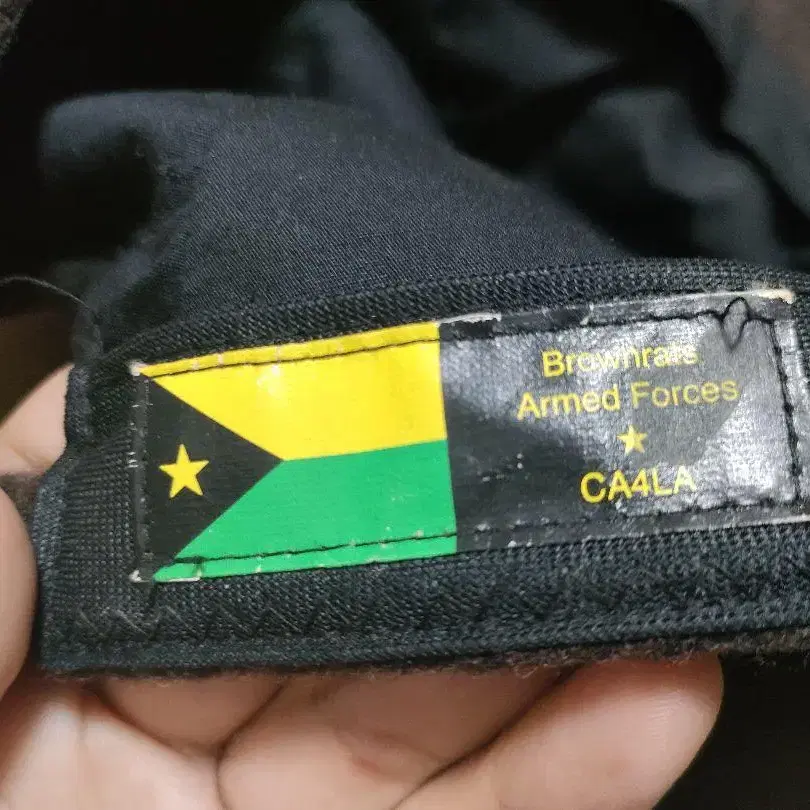 Brownrats
Armed Forces
CA4LA